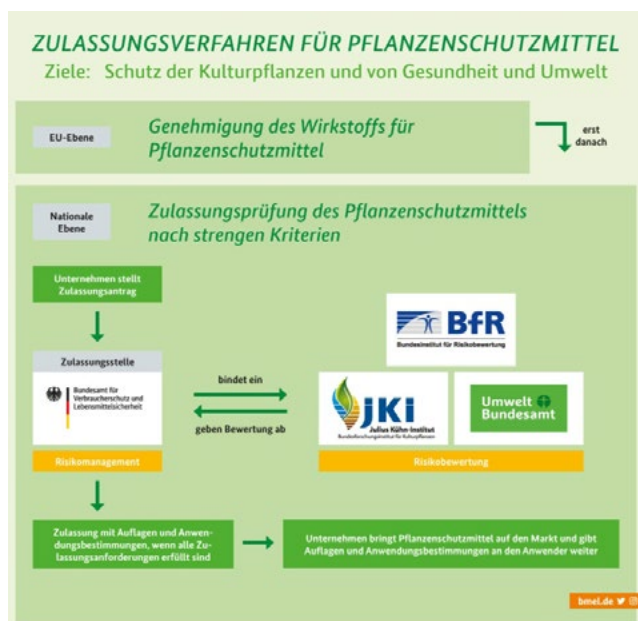 ZULASSUNGSVERFAHREN FÜR PFLANZENSCHUTZMITTEL
Ziele: Schutz der Kulturpflanzen und von Gesundheit und Umwelt
EU-Ebene
Genehmigung des Wirkstoffs für
Pflanzenschutzmittel
erst
danach
Nationale
Ebene
Zulassungsprüfung des Pflanzenschutzmittels
nach strengen Kriterien
Unternehmen stellt
Zulassungsantrag
Zulassungsstelle
Bundesamt für
Verbraucherschutz und
Lebensmittelsicherheit
Risikomanagement
bindet ein
geben Bewertung ab
BfR
Bundesinstitut für Risikobewertung
JKI
Julius Kühn-Institut
Bundesforschungsinstitut für Kulturpflanzen
Umwelt
Bundesamt
Risikobewertung
Zulassung mit Auflagen und Anwen-
dungsbestimmungen, wenn alle Zu-
lassungsanforderungen erfüllt sind
Unternehmen bringt Pflanzenschutzmittel auf den Markt und gibt
Auflagen und Anwendungsbestimmungen an den Anwender weiter
bmel.de